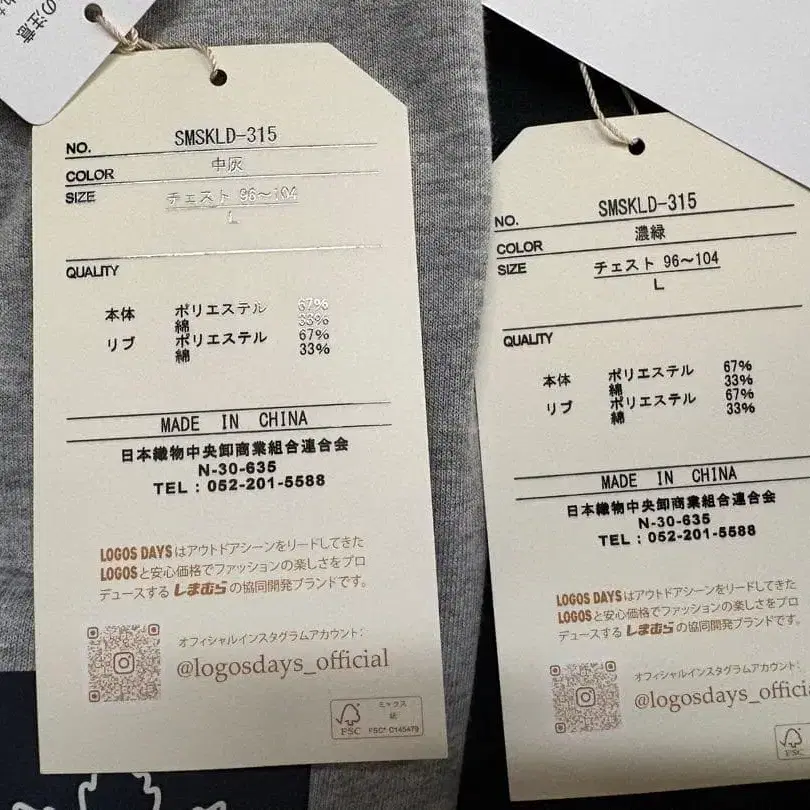 の注意
NO. SMSKLD-315
COLOR 中灰
SIZE チェスト 96～104
L
QUALITY
本体 ポリエステル 67%
綿 33%
リブ ポリエステル 67%
綿 33%
MADE IN CHINA
日本織物中央卸商業組合連合会
N-30-635
TEL : 052-201-5588
LOGOS DAYSはアウトドアシーンをリードしてきた
LOGOSと安心価格でファッションの楽しさをプロ
デュースするしまむらの協同開発ブランドです。
オフィシャルインスタグラムアカウント:
@logosdays_official
ミックス
紙
FSC FSC® C145479
NO. SMSKLD-315
COLOR 濃緑
SIZE チェスト 96～104
L
QUALITY
本体 ポリエステル 67%
綿 33%
リブ ポリエステル 67%
綿 33%
MADE IN CHINA
日本織物中央卸商業組合連合会
N-30-635
TEL : 052-201-5588
LOGOS DAYSはアウトドアシーンをリードしてきた
LOGOSと安心価格でファッションの楽しさをプロ
デュースするしまむらの協同開発ブランドです。
オフィシャルインスタグラムアカウント:
@logosdays_officia
FSC